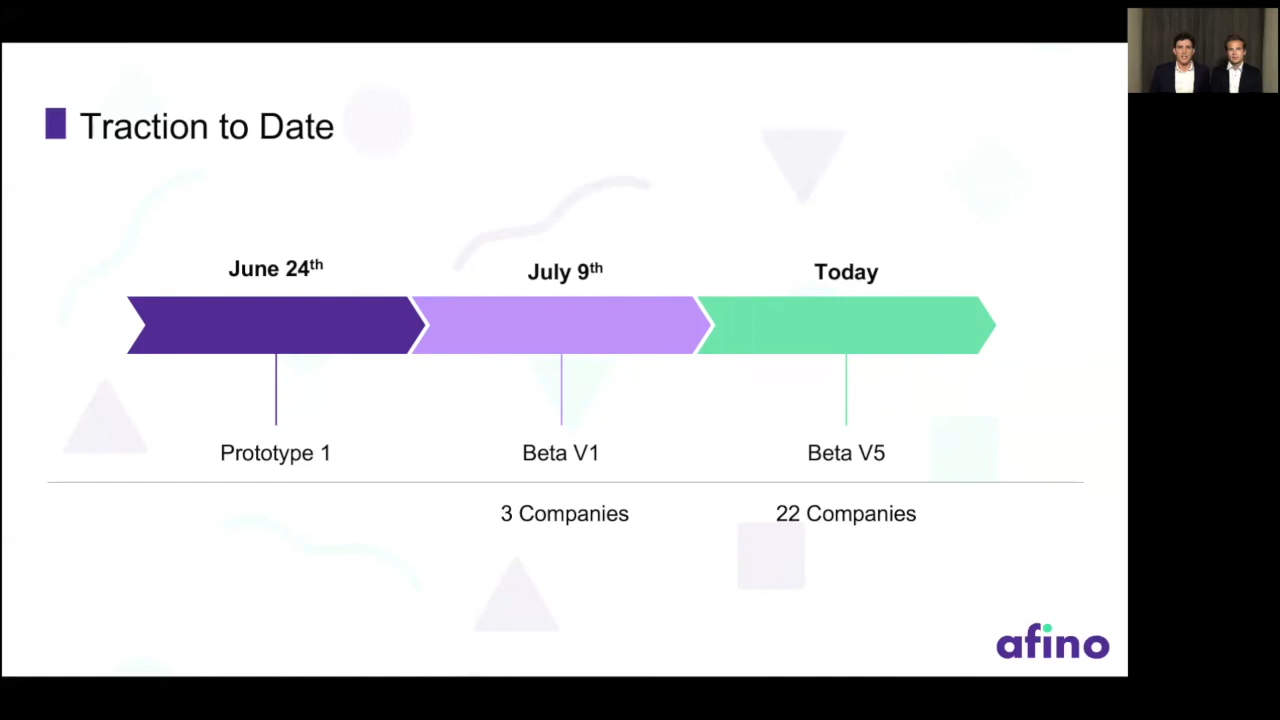 Traction to Date
June 24th
July 9th
Today
Prototype 1
Beta V1
Beta V5
3 Companies
22 Companies
afino